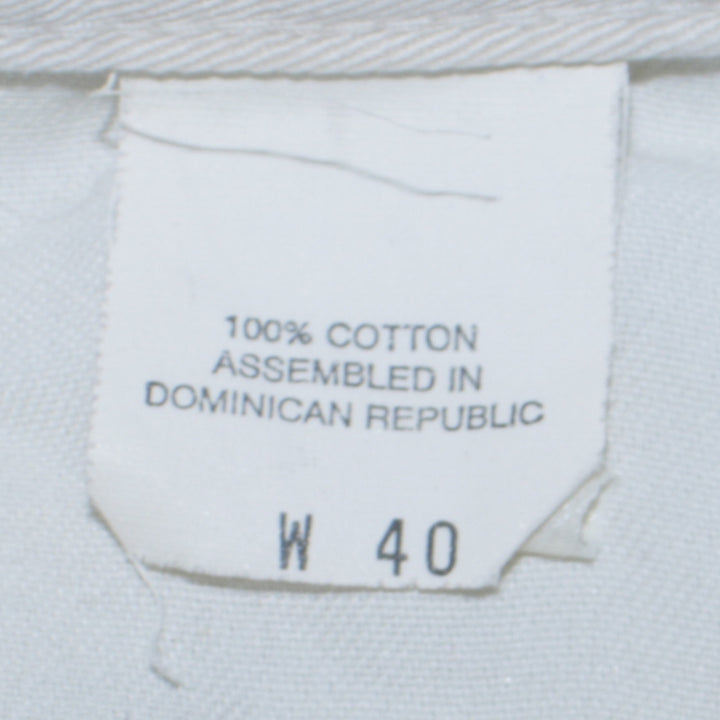 100% COTTON
ASSEMBLED IN
DOMINICAN REPUBLIC
W 40